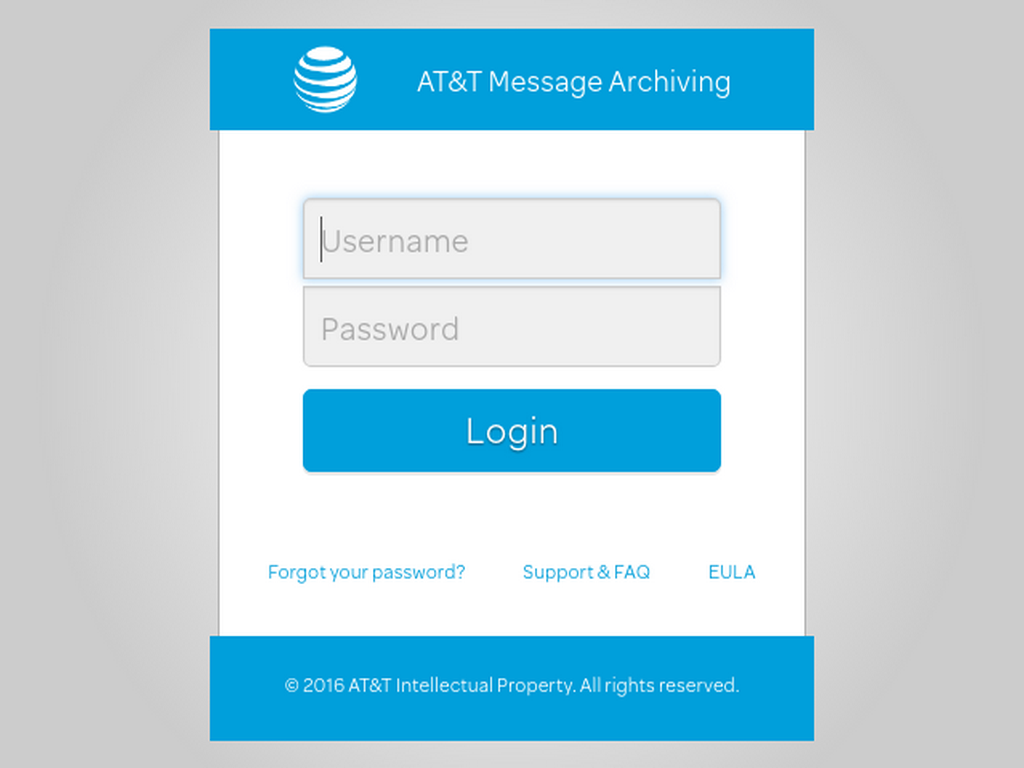 AT&T Message Archiving
Username
Password
Login
Forgot your password? Support & FAQ EULA
© 2016 AT&T Intellectual Property. All rights reserved.